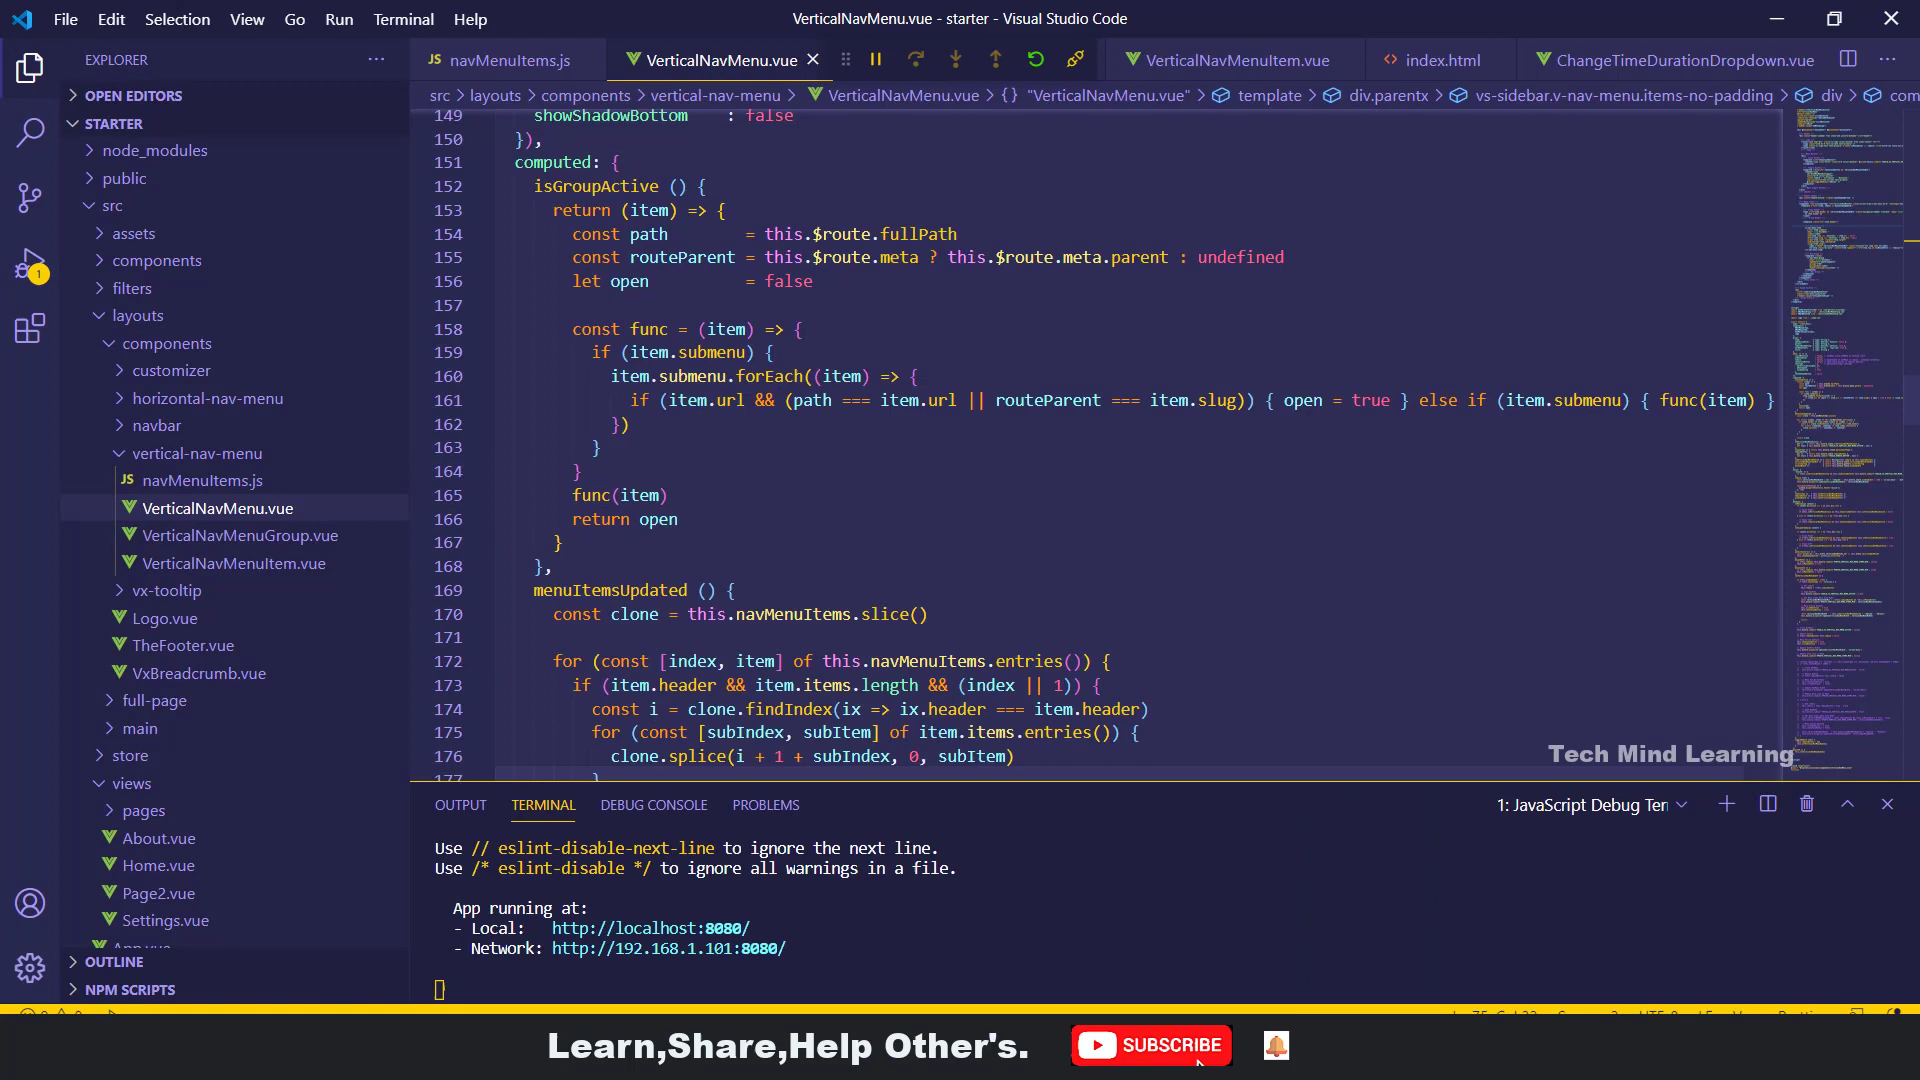 File Edit Selection View Go Run Terminal Help
VerticalNavMenu.vue - starter - Visual Studio Code
EXPLORER
OPEN EDITORS
STARTER
node_modules
public
src
assets
components
filters
layouts
components
customizer
horizontal-nav-menu
navbar
vertical-nav-menu
JS navMenuItems.js
VerticalNavMenu.vue
VerticalNavMenuGroup.vue
VerticalNavMenuItem.vue
vx-tooltip
Logo.vue
TheFooter.vue
VxBreadcrumb.vue
full-page
main
store
views
pages
About.vue
Home.vue
Page2.vue
Settings.vue
App.vue
OUTLINE
NPM SCRIPTS
1
JS navMenuItems.js
VerticalNavMenu.vue
VerticalNavMenuItem.vue
index.html
ChangeTimeDurationDropdown.vue
src > layouts > components > vertical-nav-menu > VerticalNavMenu.vue > {} "VerticalNavMenu.vue" > template > div.parentx > vs-sidebar.v-nav-menu.items-no-padding > div > com
149 showShadowBottom : false
150 }),
151 computed: {
152 isGroupActive () {
153 return (item) => {
154 const path = this.$route.fullPath
155 const routeParent = this.$route.meta ? this.$route.meta.parent : undefined
156 let open = false
157
158 const func = (item) => {
159 if (item.submenu) {
160 item.submenu.forEach((item) => {
161 if (item.url && (path === item.url || routeParent === item.slug)) { open = true } else if (item.submenu) { func(item) }
162 })
163 }
164 }
165 func(item)
166 return open
167 }
168 },
169 menuItemsUpdated () {
170 const clone = this.navMenuItems.slice()
171
172 for (const [index, item] of this.navMenuItems.entries()) {
173 if (item.header && item.items.length && (index || 1)) {
174 const i = clone.findIndex(ix => ix.header === item.header)
175 for (const [subIndex, subItem] of item.items.entries()) {
176 clone.splice(i + 1 + subIndex, 0, subItem)
177 }
Tech Mind Learning
OUTPUT TERMINAL DEBUG CONSOLE PROBLEMS
1: JavaScript Debug Ter
Use // eslint-disable-next-line to ignore the next line.
Use /* eslint-disable */ to ignore all warnings in a file.
App running at:
- Local: http://localhost:8080/
- Network: http://192.168.1.101:8080/
Learn,Share,Help Other's.
SUBSCRIBE